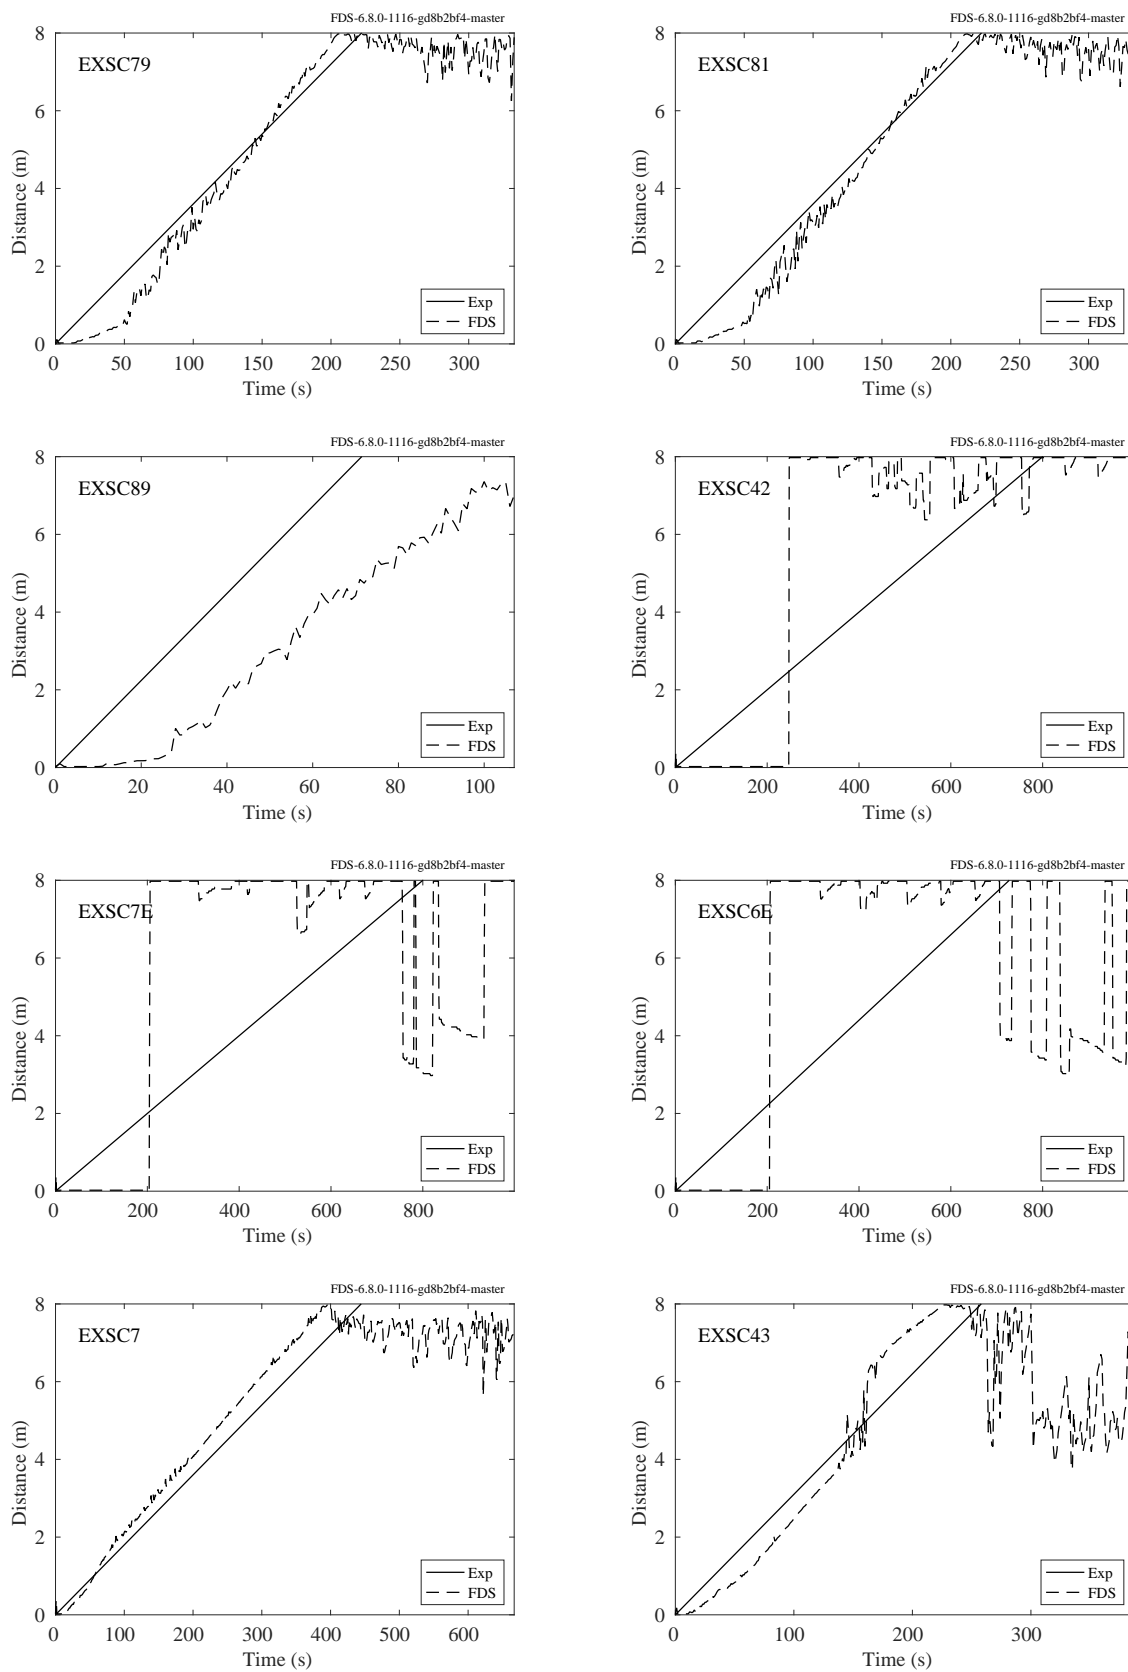 FDS-6.8.0-1116-gd8b2bf4-master
EXSC79
Distance (m)
8
6
4
2
0
Exp
FDS
0 50 100 150 200 250 300
Time (s)
FDS-6.8.0-1116-gd8b2bf4-master
EXSC81
Distance (m)
8
6
4
2
0
Exp
FDS
0 50 100 150 200 250 300
Time (s)
FDS-6.8.0-1116-gd8b2bf4-master
EXSC89
Distance (m)
8
6
4
2
0
Exp
FDS
0 20 40 60 80 100
Time (s)
FDS-6.8.0-1116-gd8b2bf4-master
EXSC42
Distance (m)
8
6
4
2
0
Exp
FDS
0 200 400 600 800
Time (s)
FDS-6.8.0-1116-gd8b2bf4-master
EXSC7E
Distance (m)
8
6
4
2
0
Exp
FDS
0 200 400 600 800
Time (s)
FDS-6.8.0-1116-gd8b2bf4-master
EXSC6E
Distance (m)
8
6
4
2
0
Exp
FDS
0 200 400 600 800
Time (s)
FDS-6.8.0-1116-gd8b2bf4-master
EXSC7
Distance (m)
8
6
4
2
0
Exp
FDS
0 100 200 300 400 500 600
Time (s)
FDS-6.8.0-1116-gd8b2bf4-master
EXSC43
Distance (m)
8
6
4
2
0
Exp
FDS
0 100 200 300
Time (s)